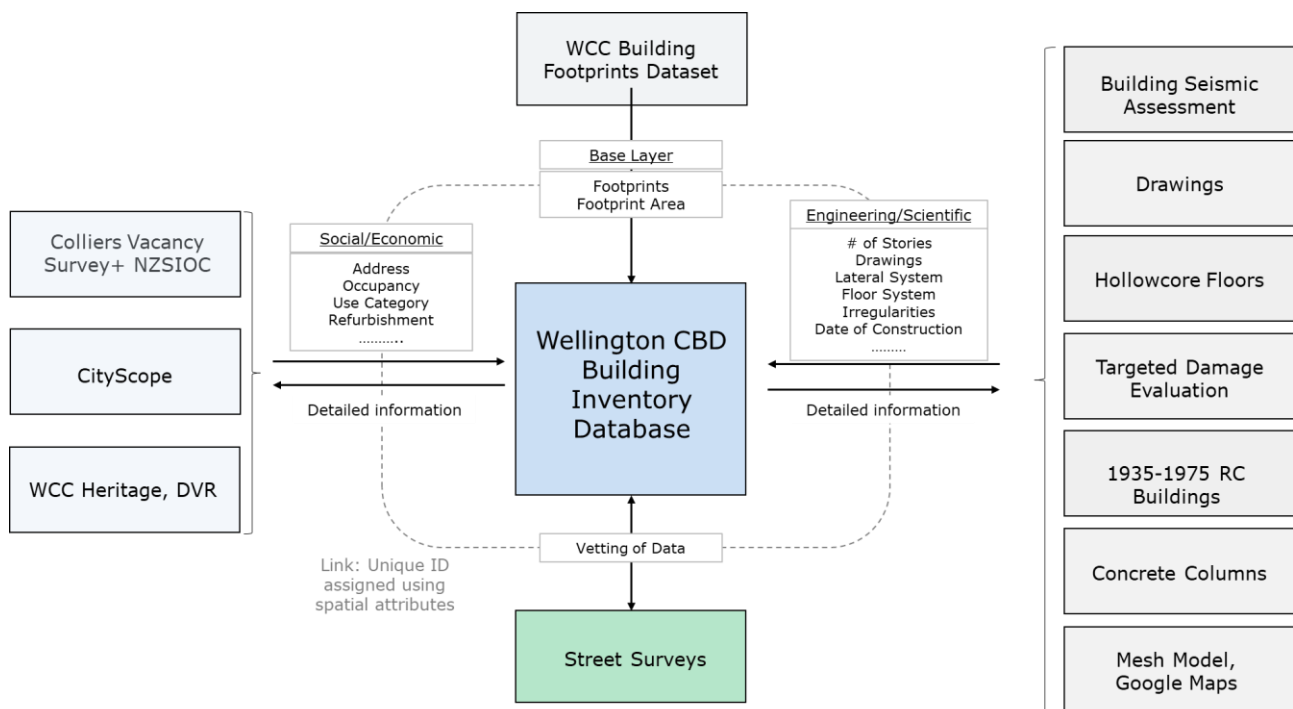 WCC Building
Footprints Dataset
Base Layer
Footprints
Footprint Area
Colliers Vacancy
Survey+ NZSIOC
CityScope
WCC Heritage, DVR
Social/Economic
Address
Occupancy
Use Category
Refurbishment
...........
Detailed information
Wellington CBD
Building
Inventory
Database
Engineering/Scientific
# of Stories
Drawings
Lateral System
Floor System
Irregularities
Date of Construction
.........
Detailed information
Vetting of Data
Link: Unique ID
assigned using
spatial attributes
Street Surveys
Building Seismic
Assessment
Drawings
Hollowcore Floors
Targeted Damage
Evaluation
1935-1975 RC
Buildings
Concrete Columns
Mesh Model,
Google Maps